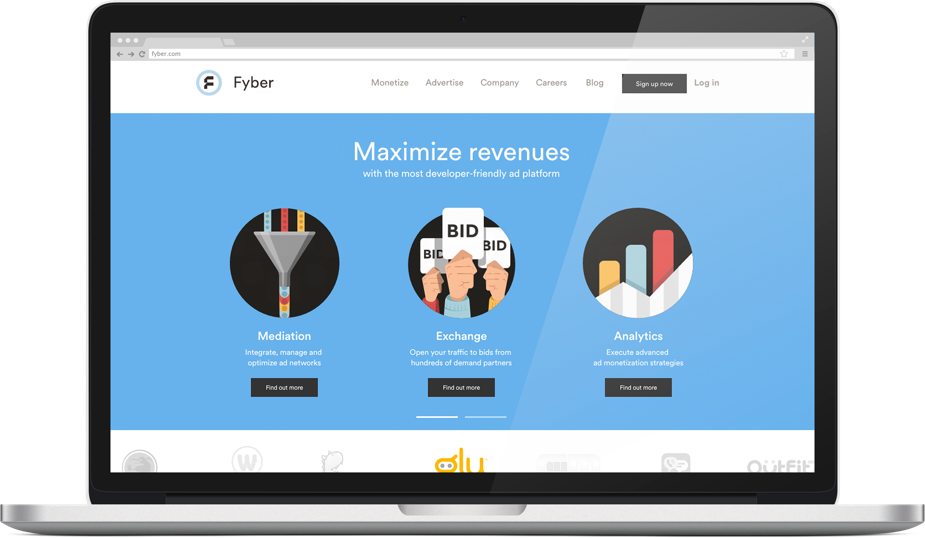 fyber.com
Fyber
Monetize Advertise Company Careers Blog Sign up now Log in
Maximize revenues
with the most developer-friendly ad platform
BID
BID BID
Mediation Exchange Analytics
Integrate, manage and Open your traffic to bids from Execute advanced
optimize ad networks hundreds of demand partners ad monetization strategies
Find out more Find out more Find out more
W glu Outfit